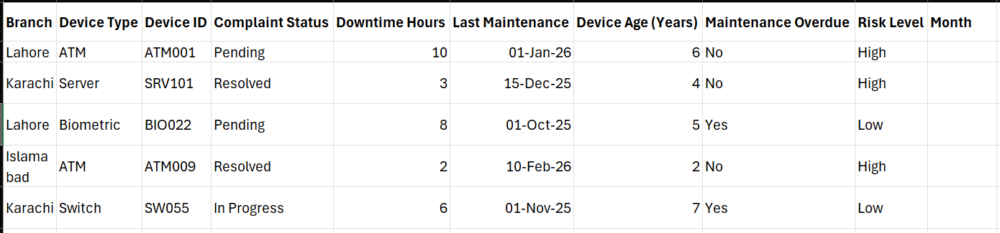 Branch Device Type Device ID Complaint Status Downtime Hours Last Maintenance Device Age (Years) Maintenance Overdue Risk Level Month
Lahore ATM ATM001 Pending 10 01-Jan-26 6 No High
Karachi Server SRV101 Resolved 3 15-Dec-25 4 No High
Lahore Biometric BIO022 Pending 8 01-Oct-25 5 Yes Low
Islama
bad ATM ATM009 Resolved 2 10-Feb-26 2 No High
Karachi Switch SW055 In Progress 6 01-Nov-25 7 Yes Low